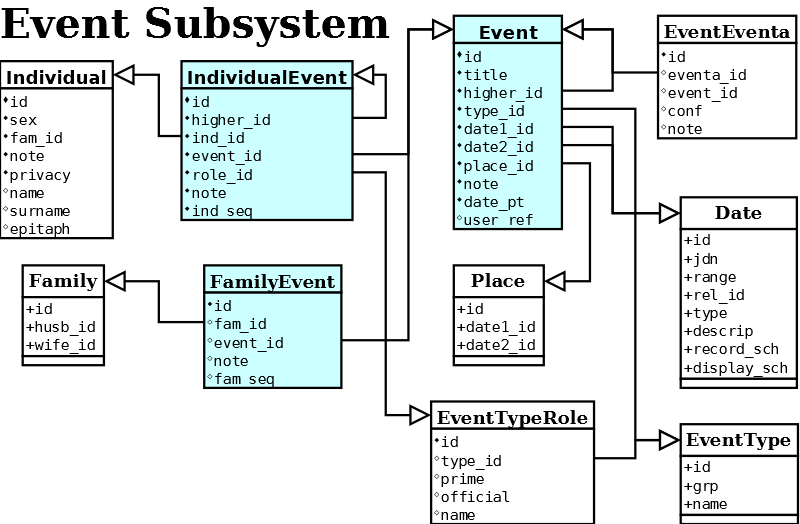 Event Subsystem
Individual
id
sex
fam_id
note
privacy
name
surname
epitaph
IndividualEvent
id
higher_id
ind_id
event_id
role_id
note
ind_seq
Event
id
title
higher_id
type_id
date1_id
date2_id
place_id
note
date_pt
user_ref
EventEventa
id
eventa_id
event_id
conf
note
Date
+id
+jdn
+range
+rel_id
+type
+descrip
+record_sch
+display_sch
Family
+id
+husb_id
+wife_id
FamilyEvent
id
fam_id
event_id
note
fam_seq
Place
+id
+date1_id
+date2_id
EventTypeRole
id
type_id
prime
official
name
EventType
+id
+grp
+name